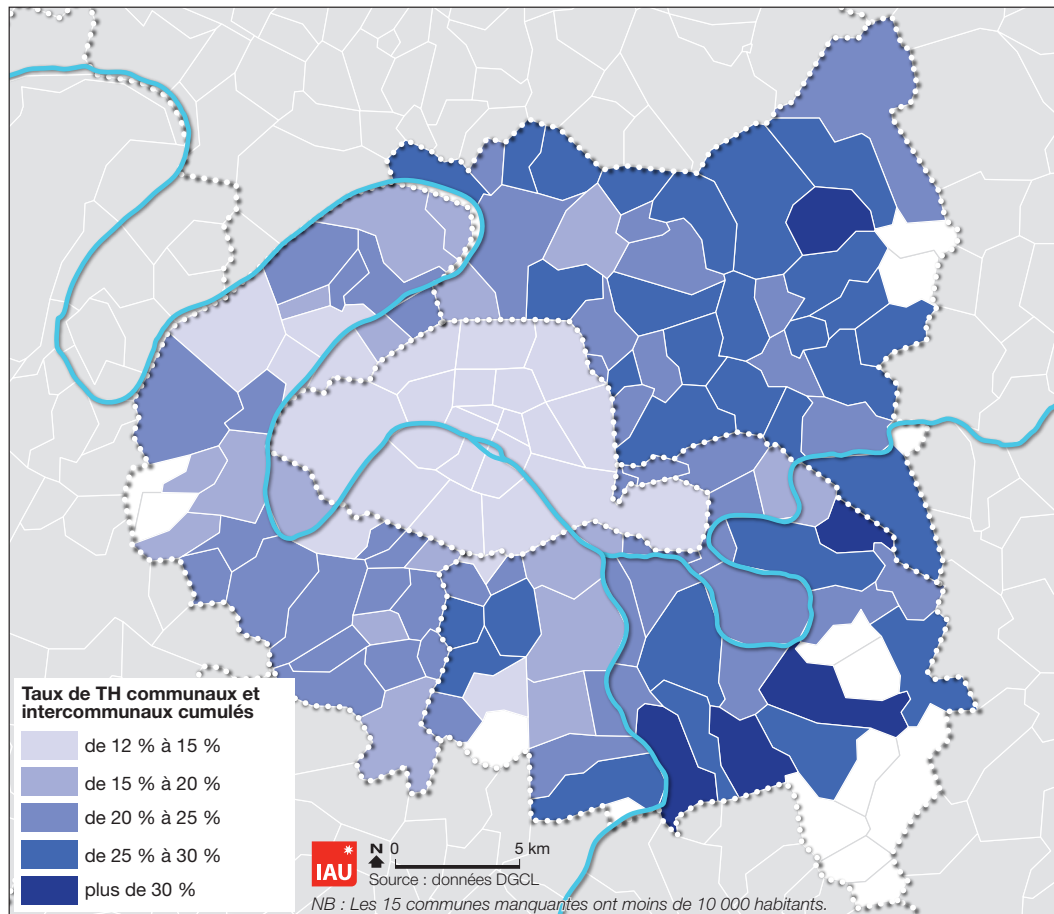 Taux de TH communaux et
intercommunaux cumulés
de 12 % à 15 %
de 15 % à 20 %
de 20 % à 25 %
de 25 % à 30 %
plus de 30 %
IAU
N 0 5 km
Source : données DGCL
NB : Les 15 communes manquantes ont moins de 10 000 habitants.